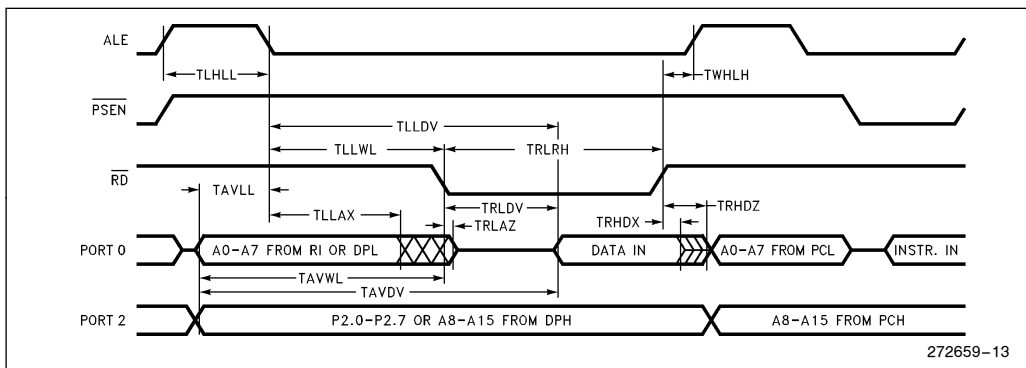 ALE
TLHLL
TWHLH
PSEN
TLLDV
TLLWL
TRLRH
RD
TAVLL
TLLAX
TRLDV
TRLAZ
TRHDX
TRHDZ
PORT 0
A0–A7 FROM RI OR DPL
DATA IN
A0–A7 FROM PCL
INSTR. IN
TAVWL
TAVDV
PORT 2
P2.0–P2.7 OR A8–A15 FROM DPH
A8–A15 FROM PCH
272659–13